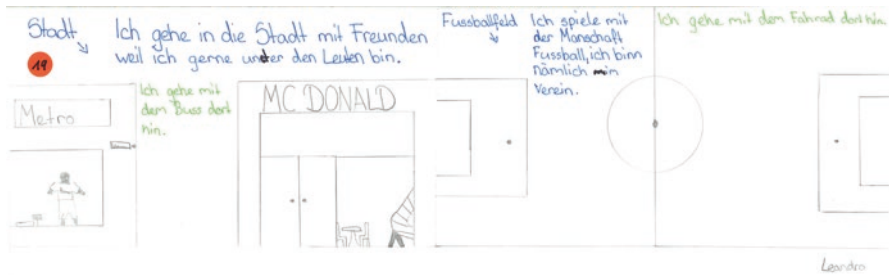 Stadt
Ich gehe in die Stadt mit Freunden
weil ich gerne unter den Leuten bin.
19
Ich gehe mit
dem Buss dort
hin.
Metro
MC DONALD
Fussballfeld
Ich spiele mit
der Manschaft
Fussball, ich binn
nämlich im
Verein.
Ich gehe mit dem Fahrad dort hin.
Leandro